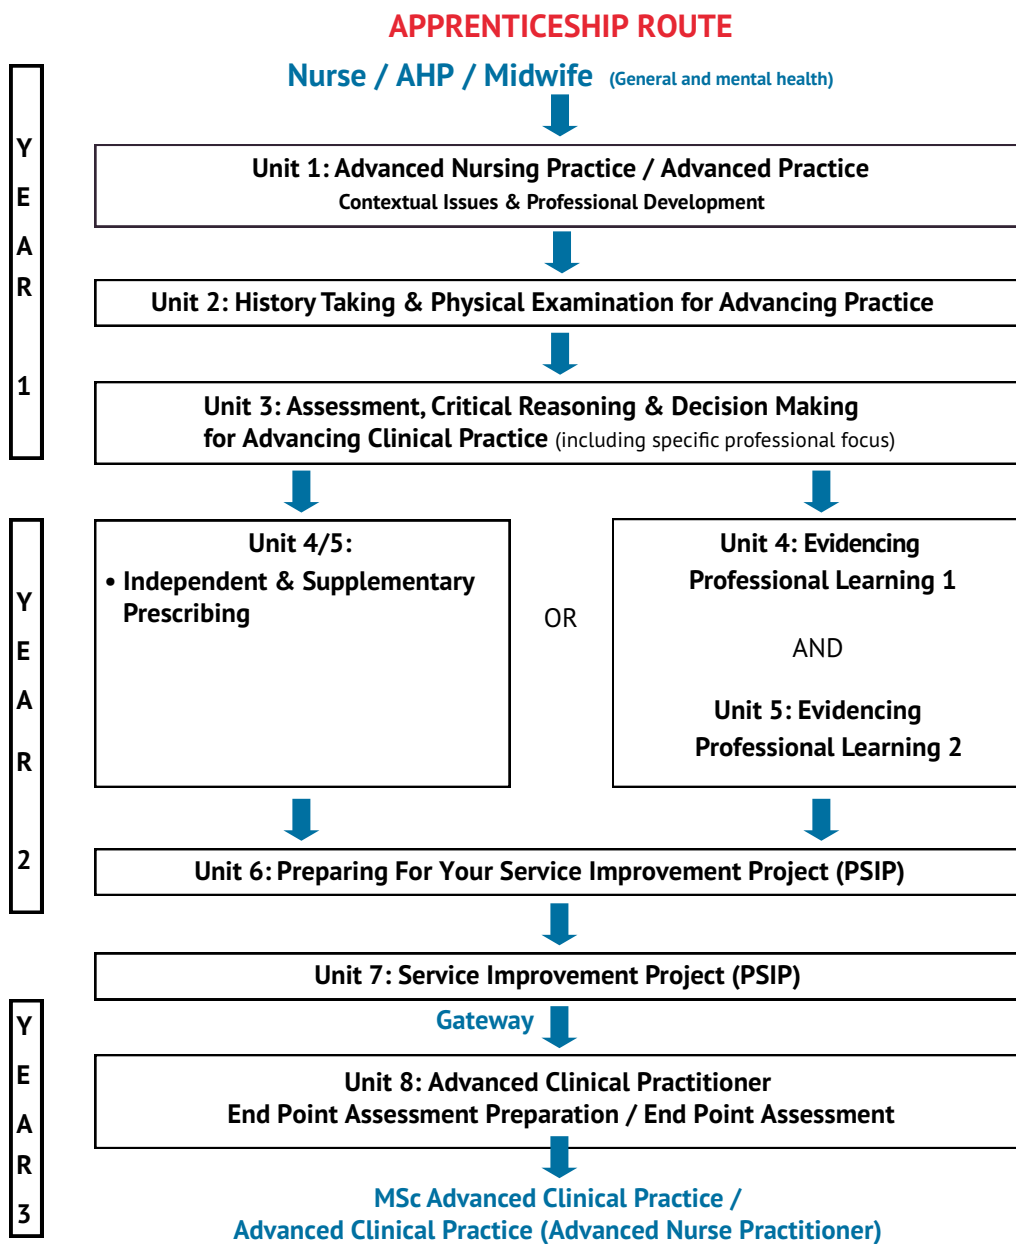 APPRENTICESHIP ROUTE
Nurse / AHP / Midwife (General and mental health)
YEAR 1
Unit 1: Advanced Nursing Practice / Advanced Practice
Contextual Issues & Professional Development
Unit 2: History Taking & Physical Examination for Advancing Practice
Unit 3: Assessment, Critical Reasoning & Decision Making
for Advancing Clinical Practice (including specific professional focus)
YEAR 2
Unit 4/5:
• Independent & Supplementary
Prescribing
OR
Unit 4: Evidencing
Professional Learning 1
AND
Unit 5: Evidencing
Professional Learning 2
Unit 6: Preparing For Your Service Improvement Project (PSIP)
Unit 7: Service Improvement Project (PSIP)
YEAR 3
Gateway
Unit 8: Advanced Clinical Practitioner
End Point Assessment Preparation / End Point Assessment
MSc Advanced Clinical Practice /
Advanced Clinical Practice (Advanced Nurse Practitioner)